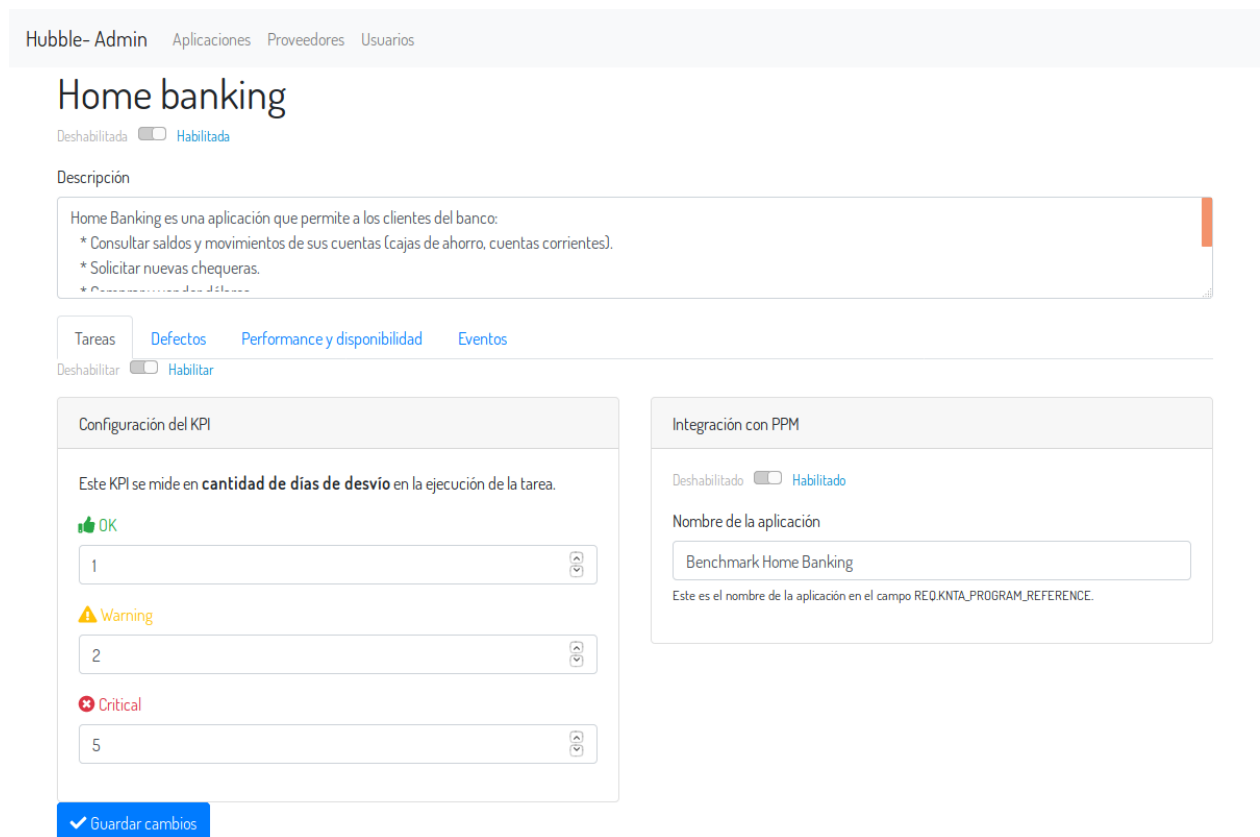 Hubble- Admin Aplicaciones Proveedores Usuarios
Home banking
Deshabilitada Habilitada
Descripción
Home Banking es una aplicación que permite a los clientes del banco:
* Consultar saldos y movimientos de sus cuentas (cajas de ahorro, cuentas corrientes).
* Solicitar nuevas chequeras.
* Comprar y vender dólares
Tareas Defectos Performance y disponibilidad Eventos
Deshabilitar Habilitar
Configuración del KPI
Este KPI se mide en cantidad de días de desvío en la ejecución de la tarea.
OK
1
Warning
2
Critical
5
Integración con PPM
Deshabilitado Habilitado
Nombre de la aplicación
Benchmark Home Banking
Este es el nombre de la aplicación en el campo REQ.KNTA_PROGRAM_REFERENCE.
Guardar cambios